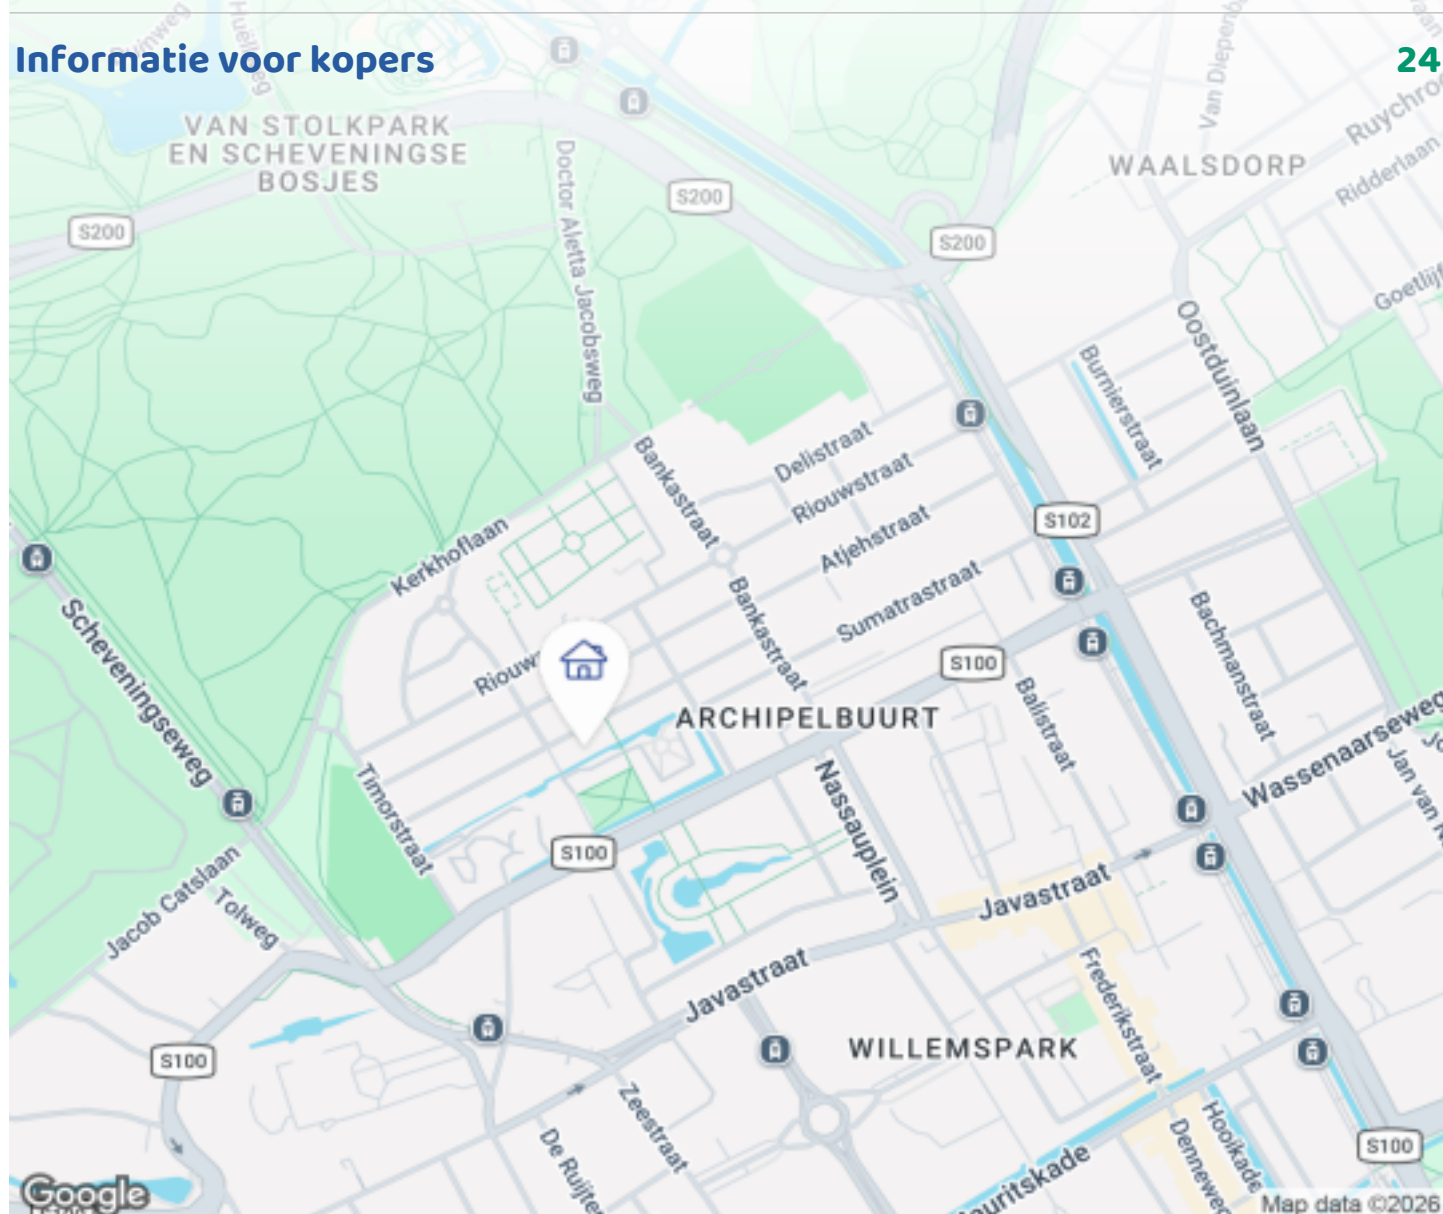 Informatie voor kopers
24
VAN STOLKPARK
EN SCHEVENINGSE
BOSJES
WAALSDORP
Ridderlaan
S200
S200
S200
Doctor Aletta Jacobsweg
Oostduinlaan
Burnierstraat
Bankastraat
Delistraat
Riouwstraat
Atjehstraat
Sumatrastraat
S102
Kerkhoflaan
Scheveningseweg
Bankastraat
S100
Bachmanstraat
Balistraat
ARCHIPELBUURT
Wassenaarseweg
Timorstraat
Nassauplein
S100
Jacob Catslaan
Tolweg
Javastraat
Javastraat
Frederikstraat
WILLEMSPARK
S100
Zeestraat
Hooikade
S100
Google
Map data ©2026